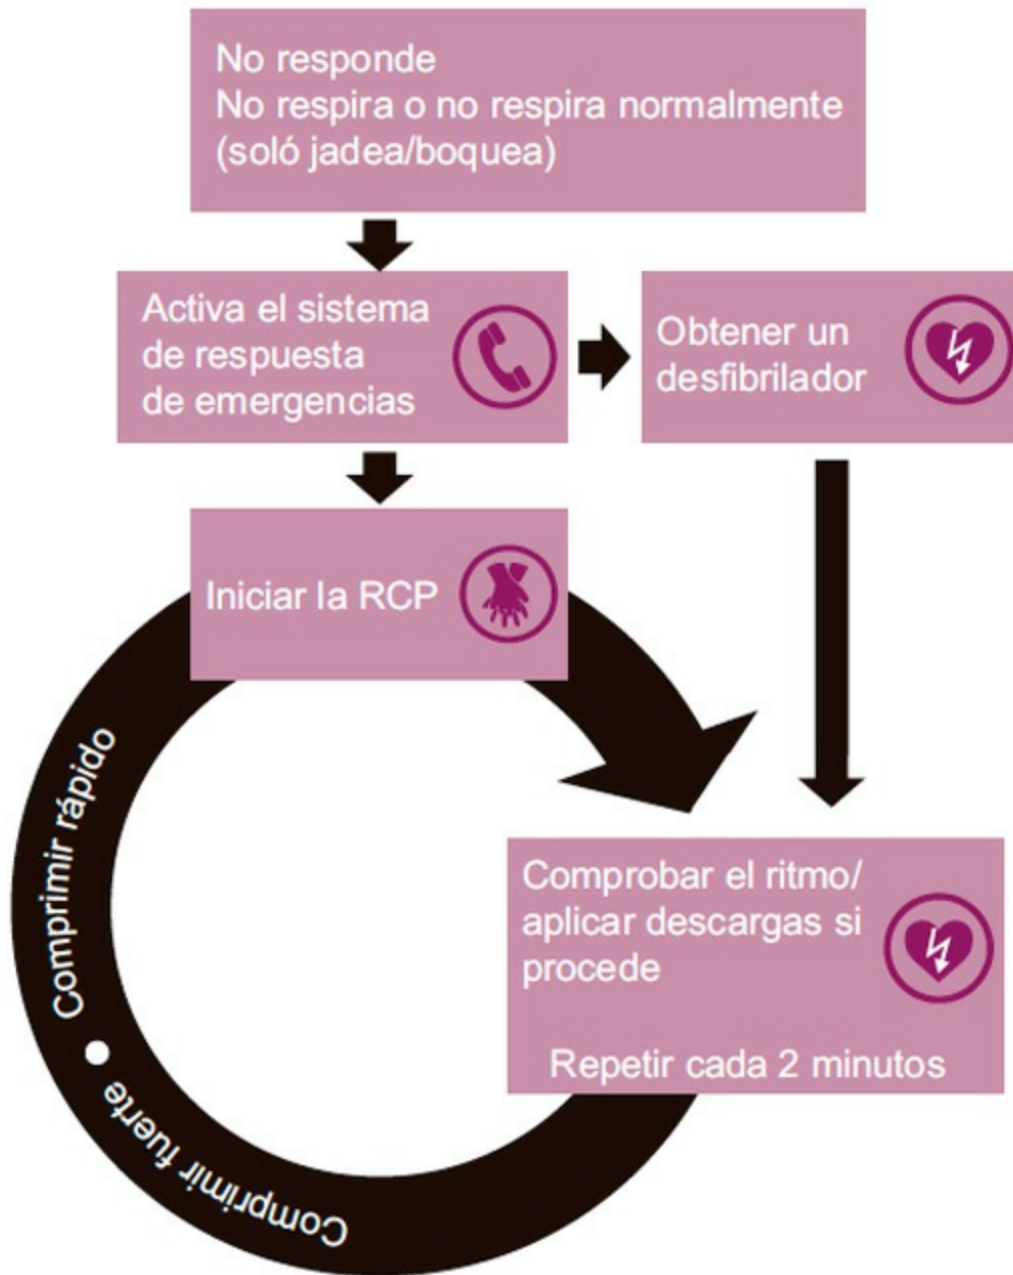 No responde
No respira o no respira normalmente
(soló jadea/boquea)
Activa el sistema
de respuesta
de emergencias
Obtener un
desfibrilador
Iniciar la RCP
Comprimir rápido
Comprimir fuerte
Comprobar el ritmo/
aplicar descargas si
procede
Repetir cada 2 minutos